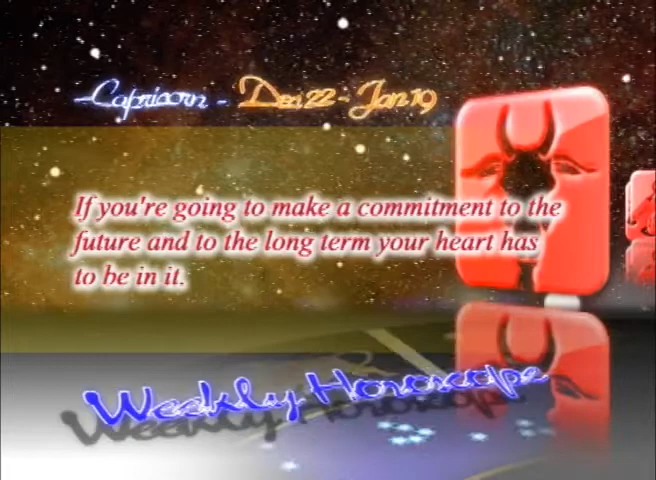 Capricorn - Dec 22 - Jan 19
If you're going to make a commitment to the
future and to the long term your heart has
to be in it.
Weekly Horoscope